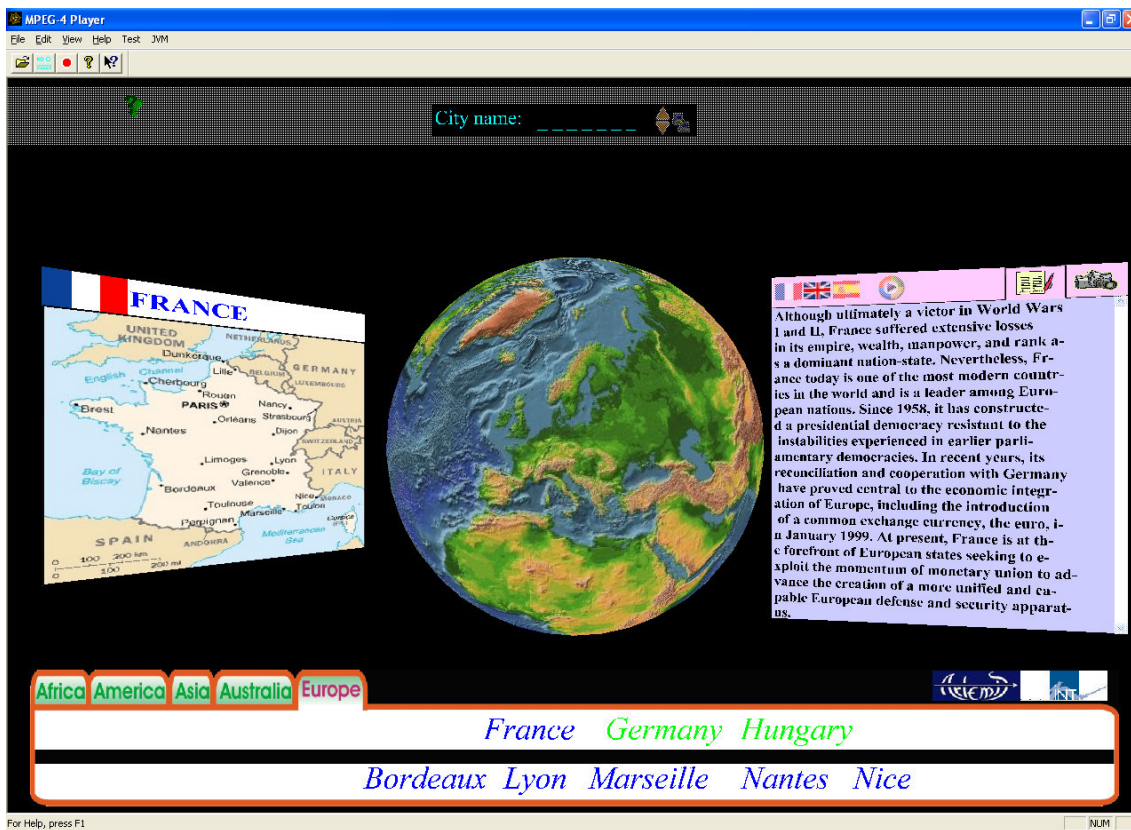 MPEG-4 Player
File Edit View Help Test JVM
City name: _ _ _ _ _ _ _
FRANCE
UNITED
KINGDOM
NETHERLANDS
Dunkerque
Lille
BELGIUM
GERMANY
LUXEMBOURG
English Channel
Cherbourg
Rouen
PARIS
Nancy
Brest
Orléans
Strasbourg
AUSTRIA
Nantes
Dijon
SWITZERLAND
Limoges
Lyon
ITALY
Bay of
Biscay
Grenoble
Valence
Bordeaux
Nice
MONACO
Toulouse
Marseille
Toulon
Perpignan
Corsica
SPAIN
ANDORRA
Mediterranean
Sea
0 100 200 km
0 100 200 mi
Although ultimately a victor in World Wars
I and II, France suffered extensive losses
in its empire, wealth, manpower, and rank a-
s a dominant nation-state. Nevertheless, Fr-
ance today is one of the most modern countr-
ies in the world and is a leader among Euro-
pean nations. Since 1958, it has constructe-
d a presidential democracy resistant to the
instabilities experienced in earlier parli-
amentary democracies. In recent years, its
reconciliation and cooperation with Germany
have proved central to the economic integr-
ation of Europe, including the introduction
of a common exchange currency, the euro, i-
n January 1999. At present, France is at th-
e forefront of European states seeking to e-
xploit the momentum of monetary union to ad-
vance the creation of a more unified and ca-
pable European defense and security apparat-
us.
Africa America Asia Australia Europe
INT
France Germany Hungary
Bordeaux Lyon Marseille Nantes Nice
For Help, press F1
NUM